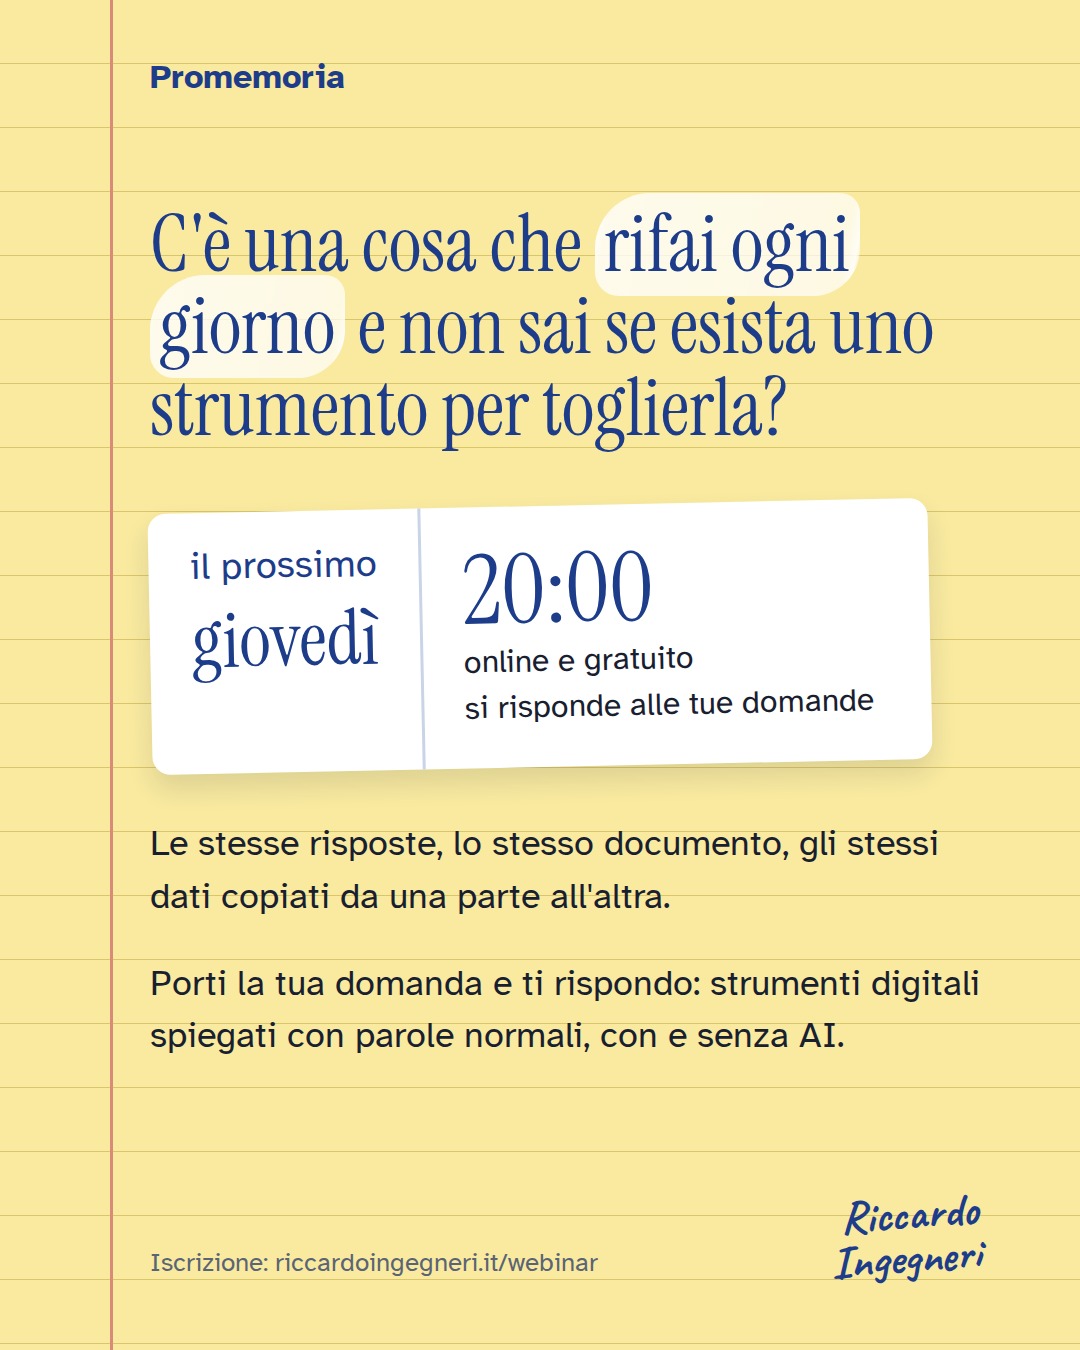 Promemoria
C'è una cosa che rifai ogni
giorno e non sai se esista uno
strumento per toglierla?
il prossimo
giovedì
20:00
online e gratuito
si risponde alle tue domande
Le stesse risposte, lo stesso documento, gli stessi
dati copiati da una parte all'altra.
Porti la tua domanda e ti rispondo: strumenti digitali
spiegati con parole normali, con e senza AI.
Iscrizione: riccardoingegneri.it/webinar
Riccardo
Ingegneri